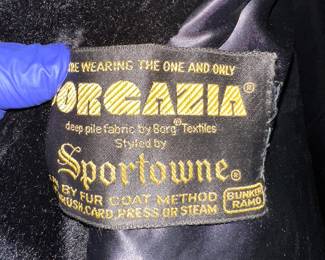 ARE WEARING THE ONE AND ONLY
BORGAZIA®
deep pile fabric by Borg® Textiles
Styled by
Sportowne®
BY FUR COAT METHOD
BRUSH, CARD, PRESS OR STEAM
BUNKER
RAMO